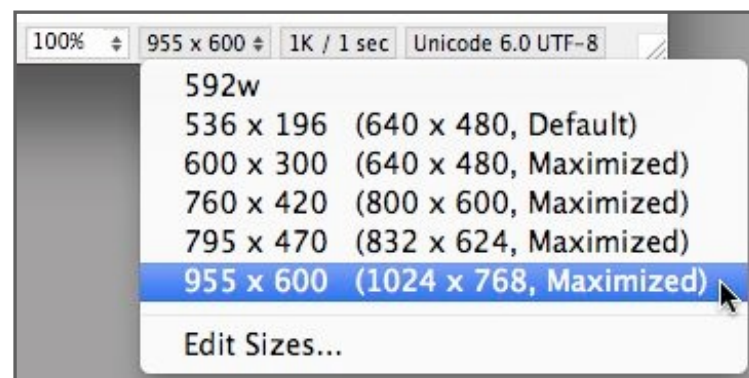 100% 955 x 600 1K / 1 sec Unicode 6.0 UTF-8
592w
536 x 196 (640 x 480, Default)
600 x 300 (640 x 480, Maximized)
760 x 420 (800 x 600, Maximized)
795 x 470 (832 x 624, Maximized)
955 x 600 (1024 x 768, Maximized)
Edit Sizes...